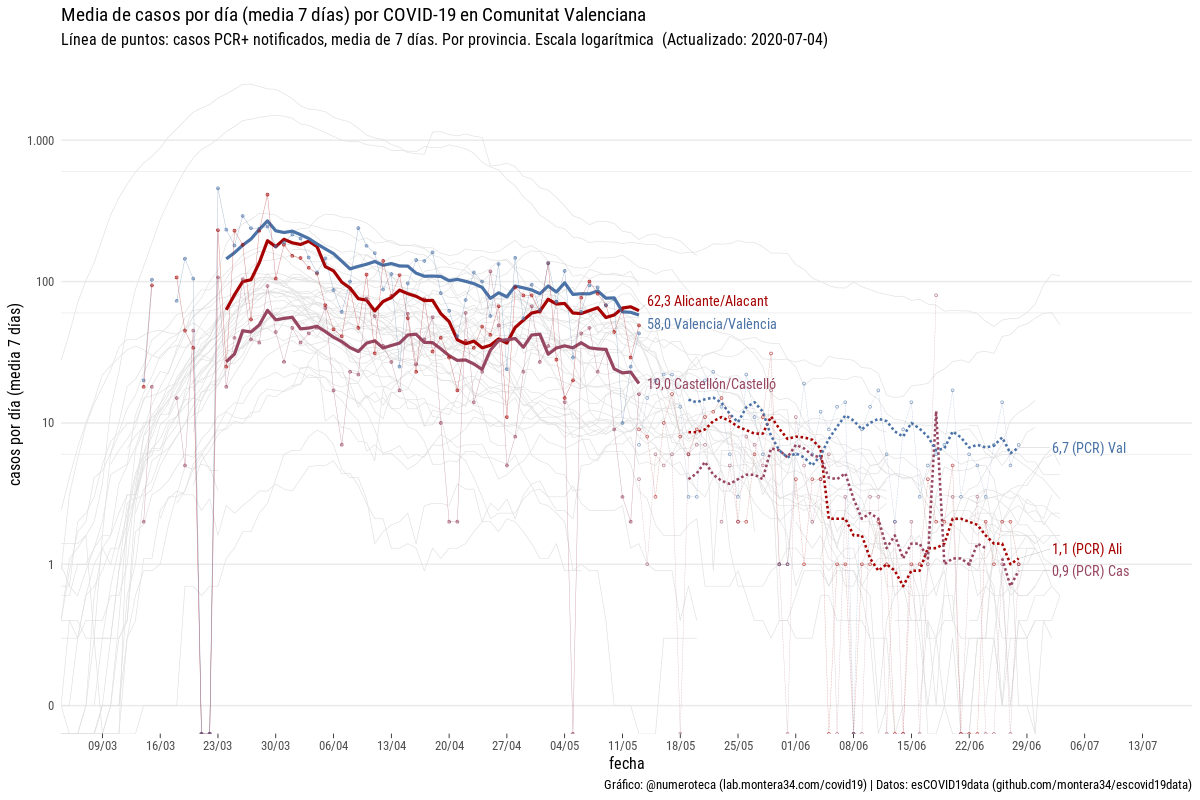 Media de casos por día (media 7 días) por COVID-19 en Comunitat Valenciana
Línea de puntos: casos PCR+ notificados, media de 7 días. Por provincia. Escala logarítmica  (Actualizado: 2020-07-04)
casos por día (media 7 días)
1.000
100
10
1
0
62,3 Alicante/Alacant
58,0 Valencia/València
19,0 Castellón/Castelló
6,7 (PCR) Val
1,1 (PCR) Ali
0,9 (PCR) Cas
09/03 16/03 23/03 30/03 06/04 13/04 20/04 27/04 04/05 11/05 18/05 25/05 01/06 08/06 15/06 22/06 29/06 06/07 13/07
fecha
Gráfico: @numeroteca (lab.montera34.com/covid19) | Datos: esCOVID19data (github.com/montera34/escovid19data)